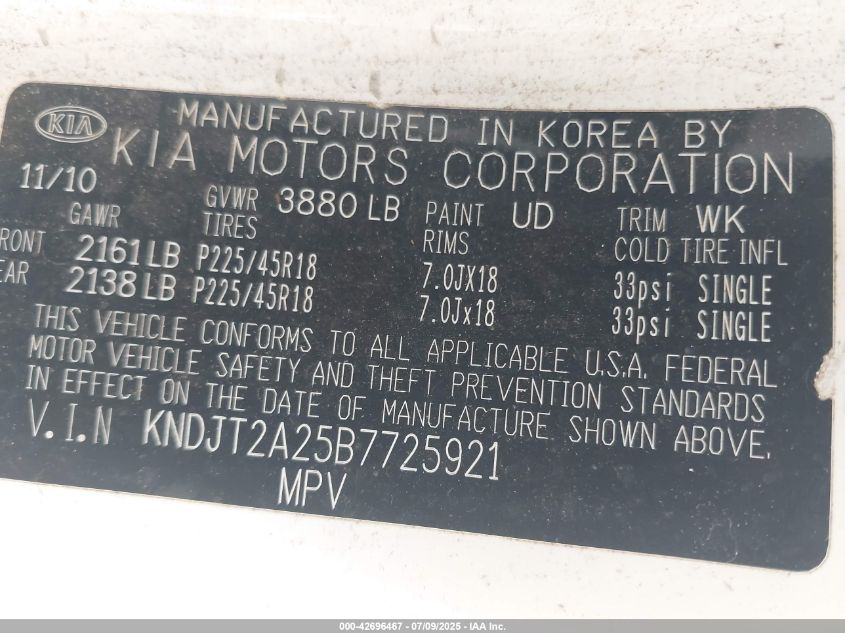 KIA
MANUFACTURED IN KOREA BY
KIA MOTORS CORPORATION
11/10 GVWR 3880 LB PAINT UD TRIM WK
GAWR TIRES RIMS COLD TIRE INFL
RONT 2161 LB P225/45R18 7.0JX18 33psi SINGLE
EAR 2138 LB P225/45R18 7.0Jx18 33psi SINGLE
THIS VEHICLE CONFORMS TO ALL APPLICABLE U.S.A. FEDERAL
MOTOR VEHICLE SAFETY AND THEFT PREVENTION STANDARDS
IN EFFECT ON THE DATE OF MANUFACTURE SHOWN ABOVE.
V.I.N KNDJT2A25B7725921
MPV
000-42696467 - 07/09/2025 - IAA Inc.